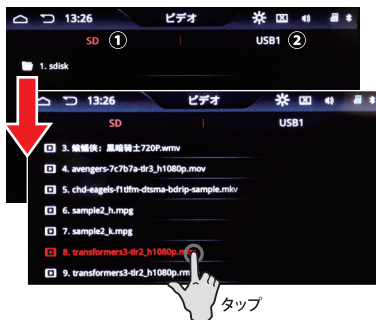 13:26 ビデオ
SD ① USB1 ②
1. sdisk
13:26 ビデオ
SD USB1
3. 蝙蝠侠：黑暗骑士720P.wmv
4. avengers-7c7b7a-tlr3_h1080p.mov
5. chd-eagels-f1tlfm-dtsma-bdrip-sample.mkv
6. sample2_h.mpg
7. sample2_k.mpg
8. transformers3-tlr2_h1080p.m
9. transformers3-tlr2_h1080p.rm
タップ